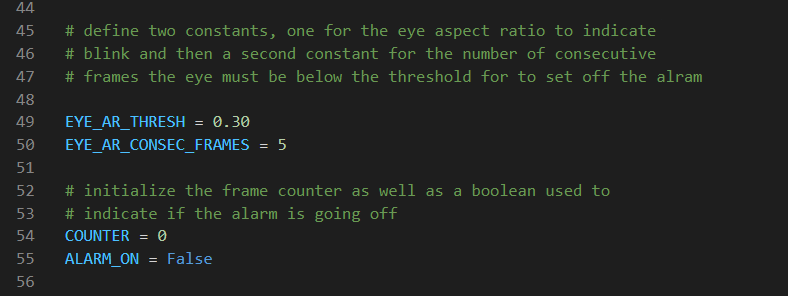 44
45 # define two constants, one for the eye aspect ratio to indicate
46 # blink and then a second constant for the number of consecutive
47 # frames the eye must be below the threshold for to set off the alram
48
49 EYE_AR_THRESH = 0.30
50 EYE_AR_CONSEC_FRAMES = 5
51
52 # initialize the frame counter as well as a boolean used to
53 # indicate if the alarm is going off
54 COUNTER = 0
55 ALARM_ON = False
56